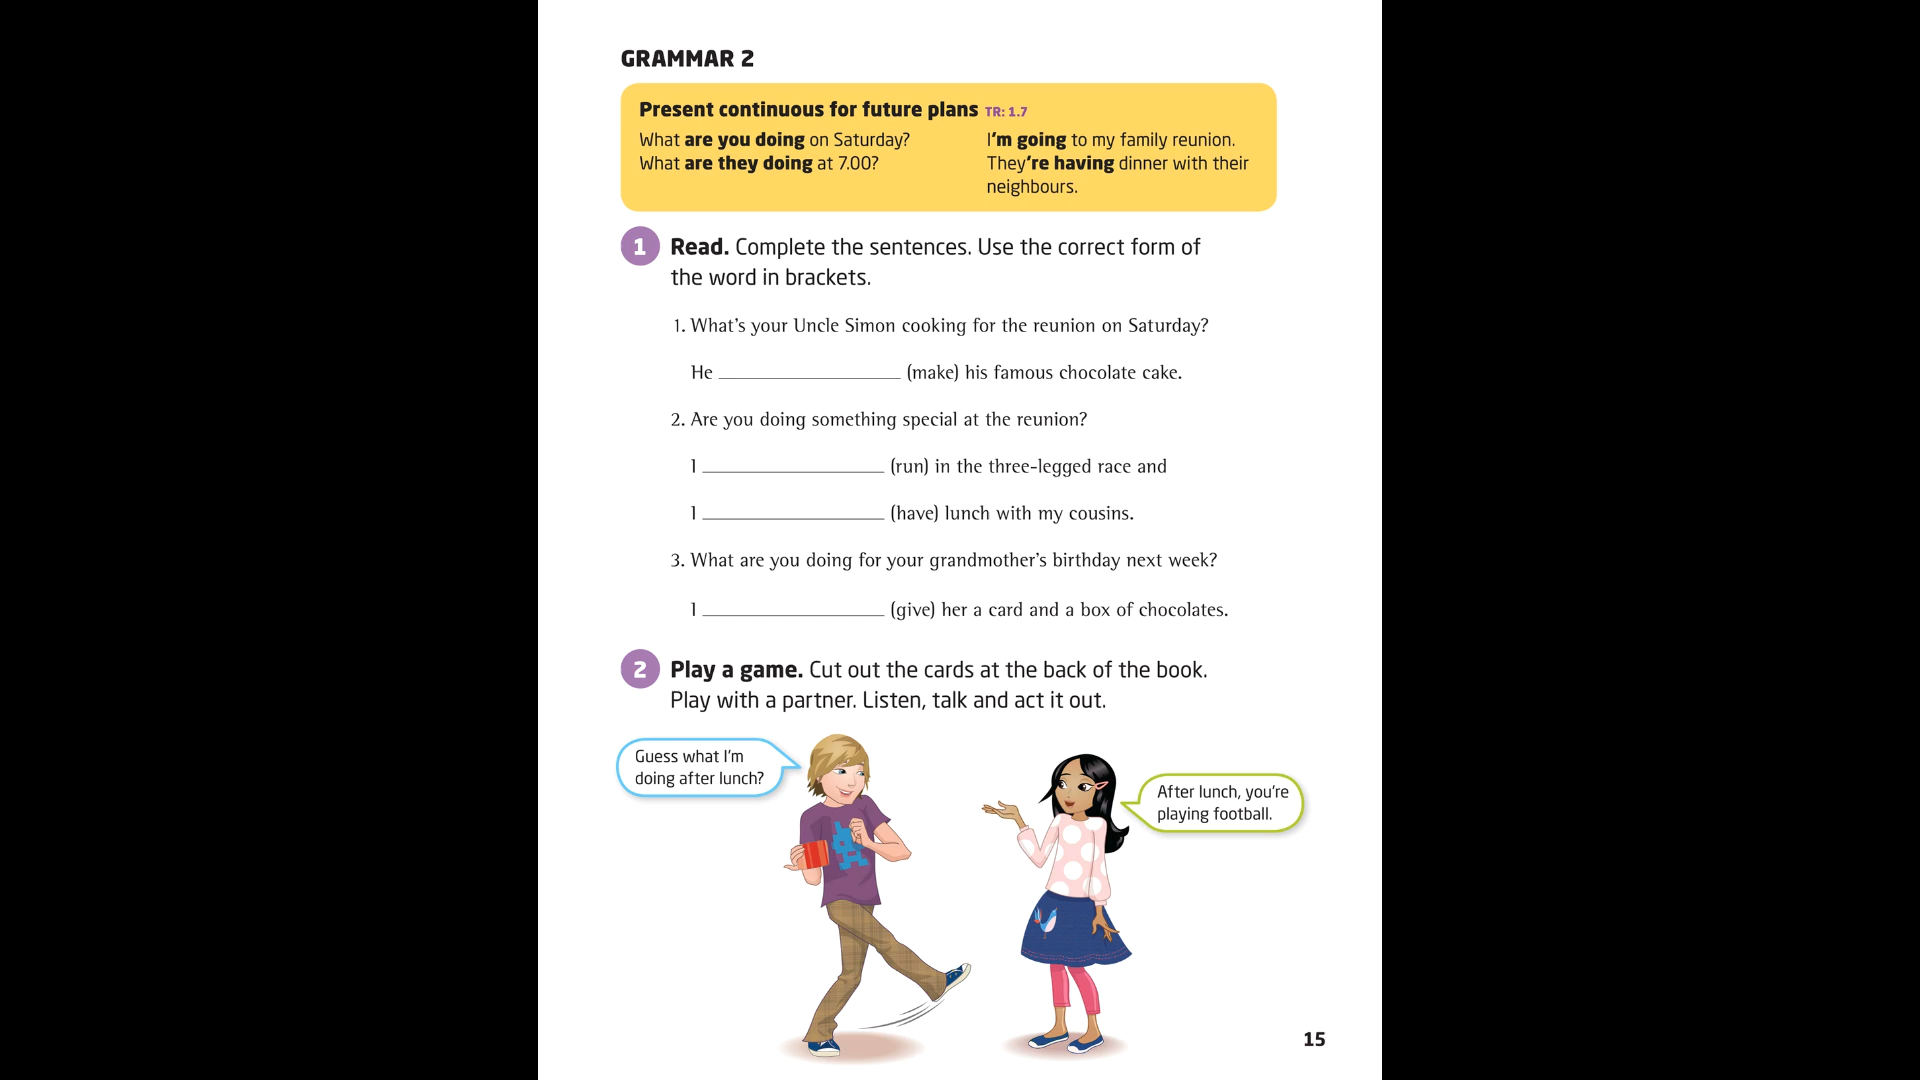 GRAMMAR 2
Present continuous for future plans TR: 1.7
What are you doing on Saturday?
What are they doing at 7.00?
I'm going to my family reunion.
They're having dinner with their
neighbours.
1 Read. Complete the sentences. Use the correct form of
the word in brackets.
1. What's your Uncle Simon cooking for the reunion on Saturday?
He ____________________ (make) his famous chocolate cake.
2. Are you doing something special at the reunion?
I ____________________ (run) in the three-legged race and
I ____________________ (have) lunch with my cousins.
3. What are you doing for your grandmother's birthday next week?
I ____________________ (give) her a card and a box of chocolates.
2 Play a game. Cut out the cards at the back of the book.
Play with a partner. Listen, talk and act it out.
Guess what I'm
doing after lunch?
After lunch, you're
playing football.
15